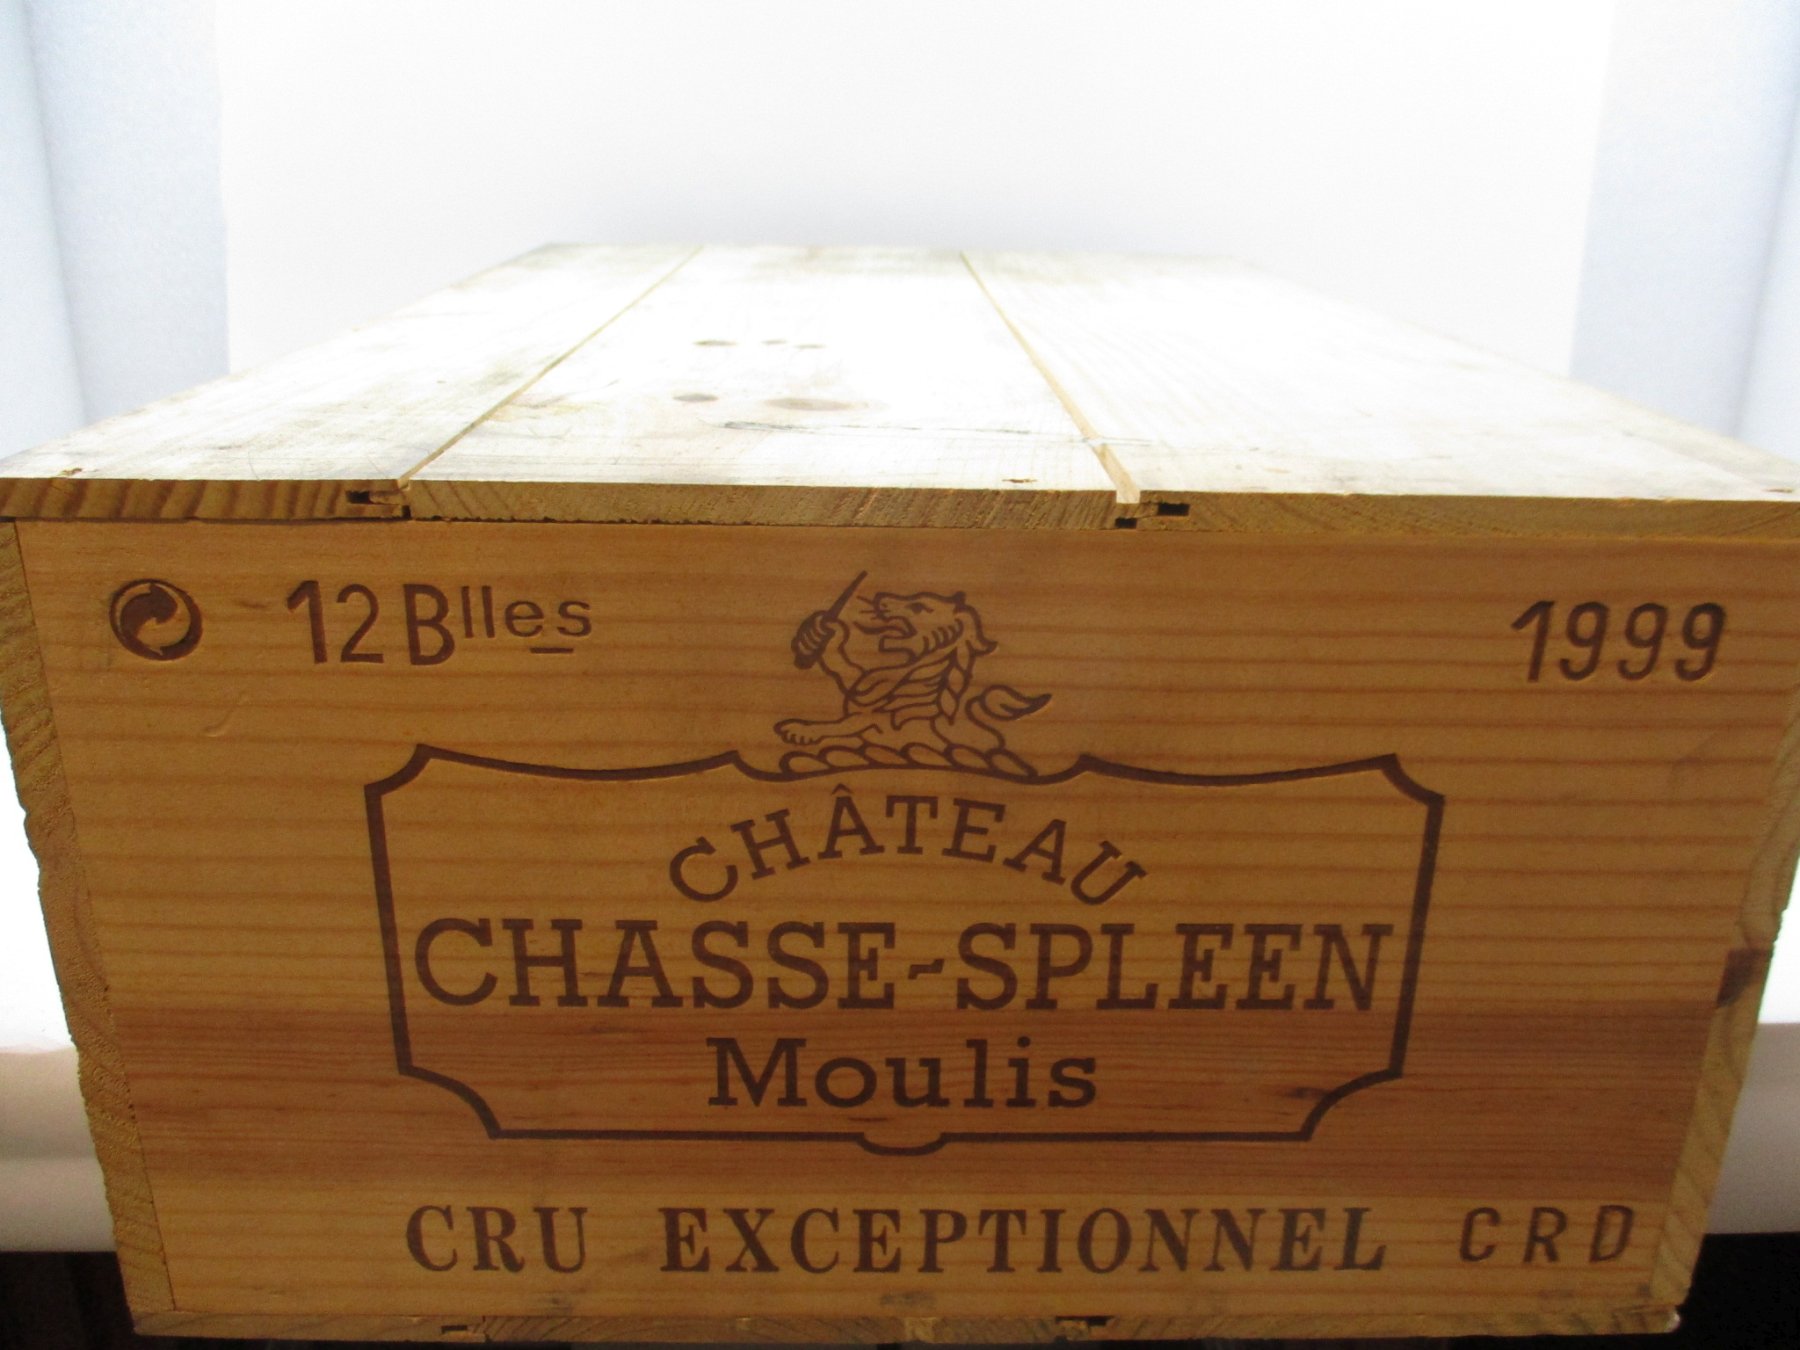 12 Blles
1999
CHÂTEAU
CHASSE-SPLEEN
Moulis
CRU EXCEPTIONNEL CRD